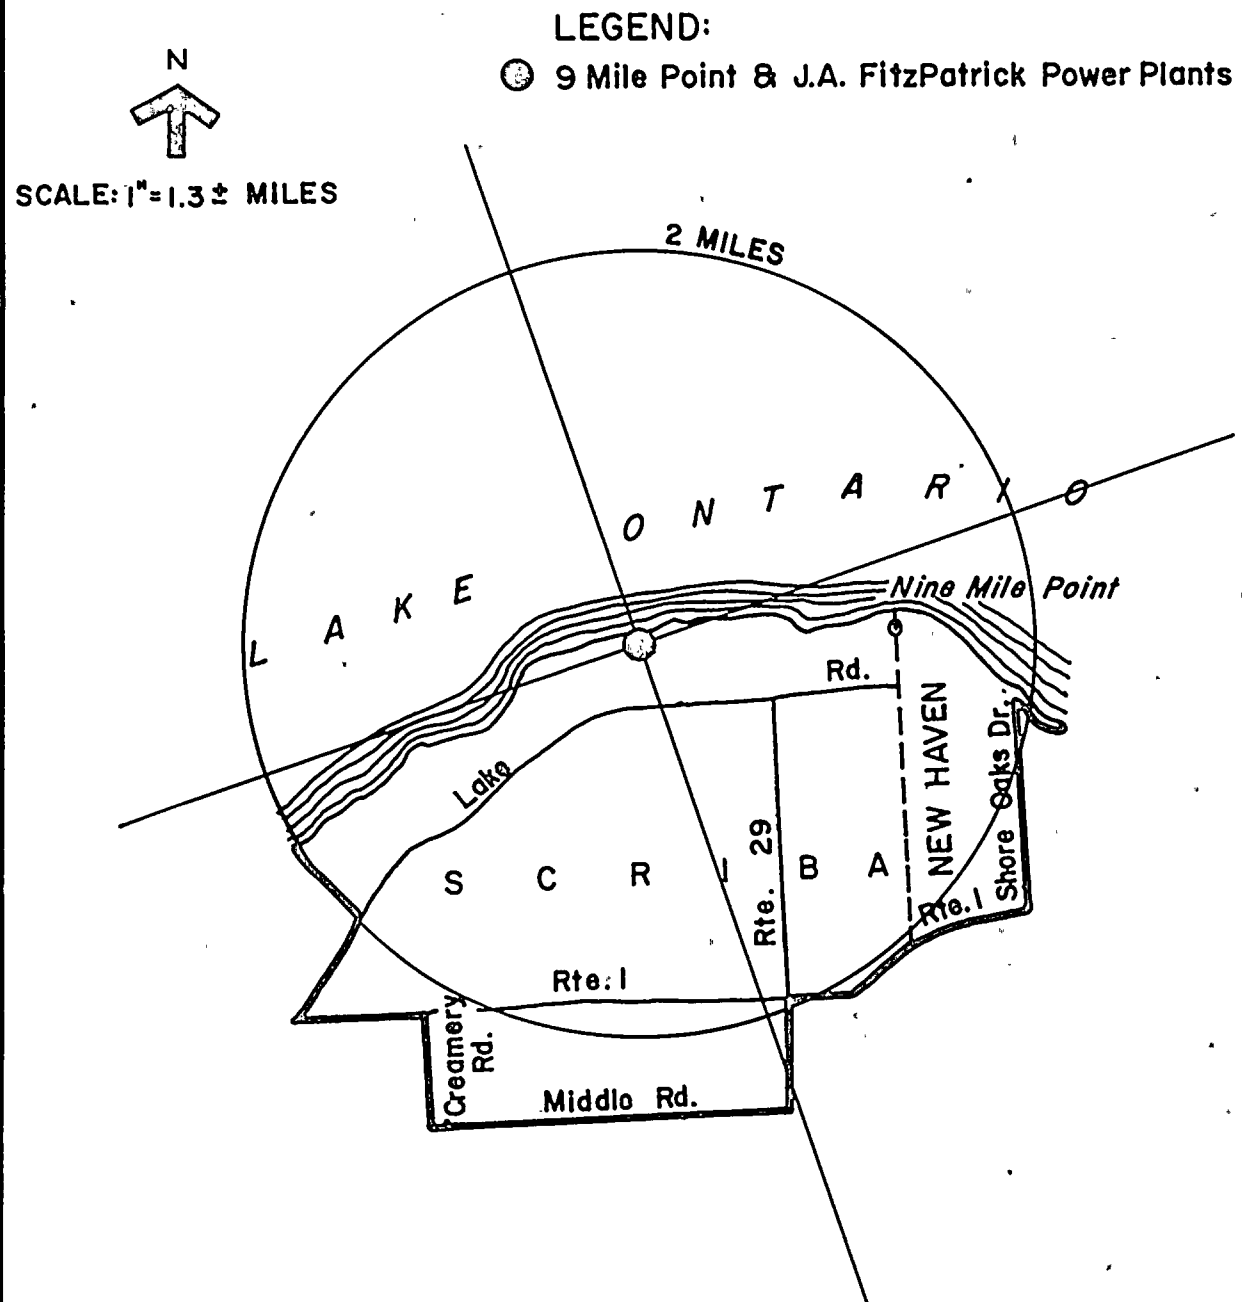 LEGEND:
9 Mile Point & J.A. FitzPatrick Power Plants
N
SCALE: 1"=1.3± MILES
2 MILES
LAKE ONTARIO
Nine Mile Point
Rd.
Lake
NEW HAVEN
Shore Oaks Dr.
Rte. 29
SCRIBA
Rte. 1
Rte. 1
Creamery
Rd.
Middle Rd.